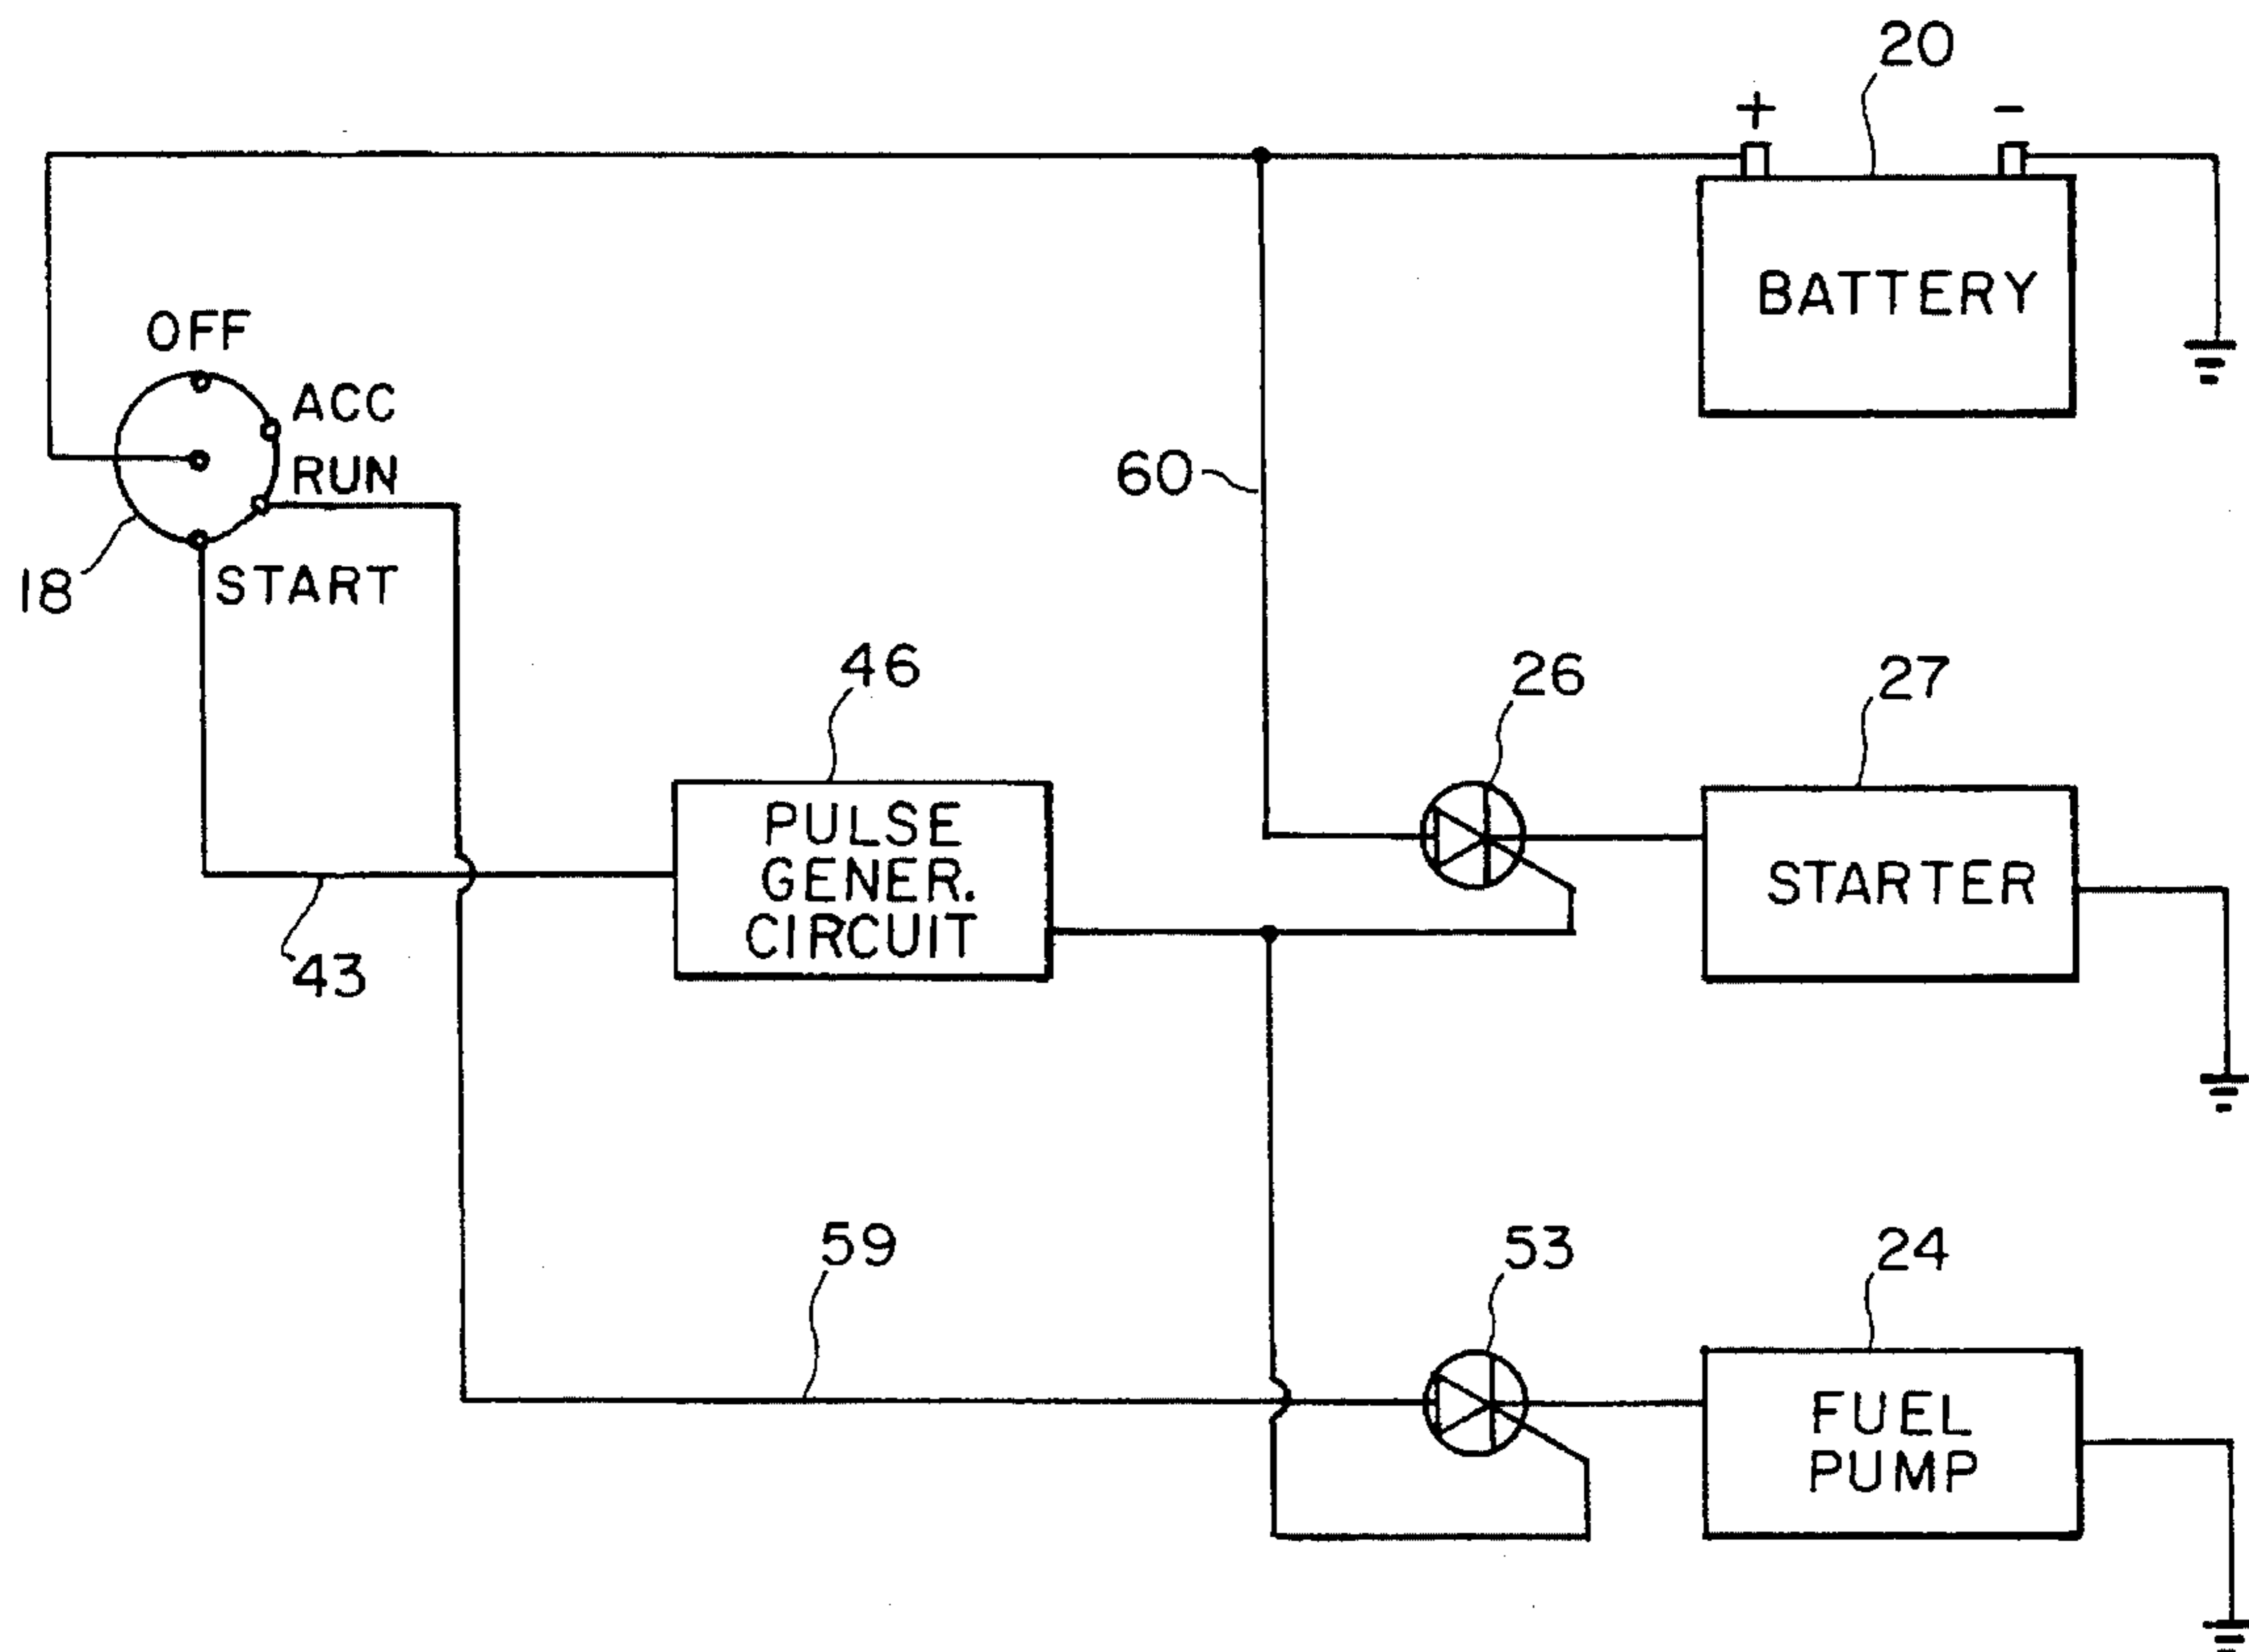 20
+ -
BATTERY
OFF
ACC
RUN
START
18
60
46
PULSE
GENER.
CIRCUIT
43
26
27
STARTER
59
53
24
FUEL
PUMP